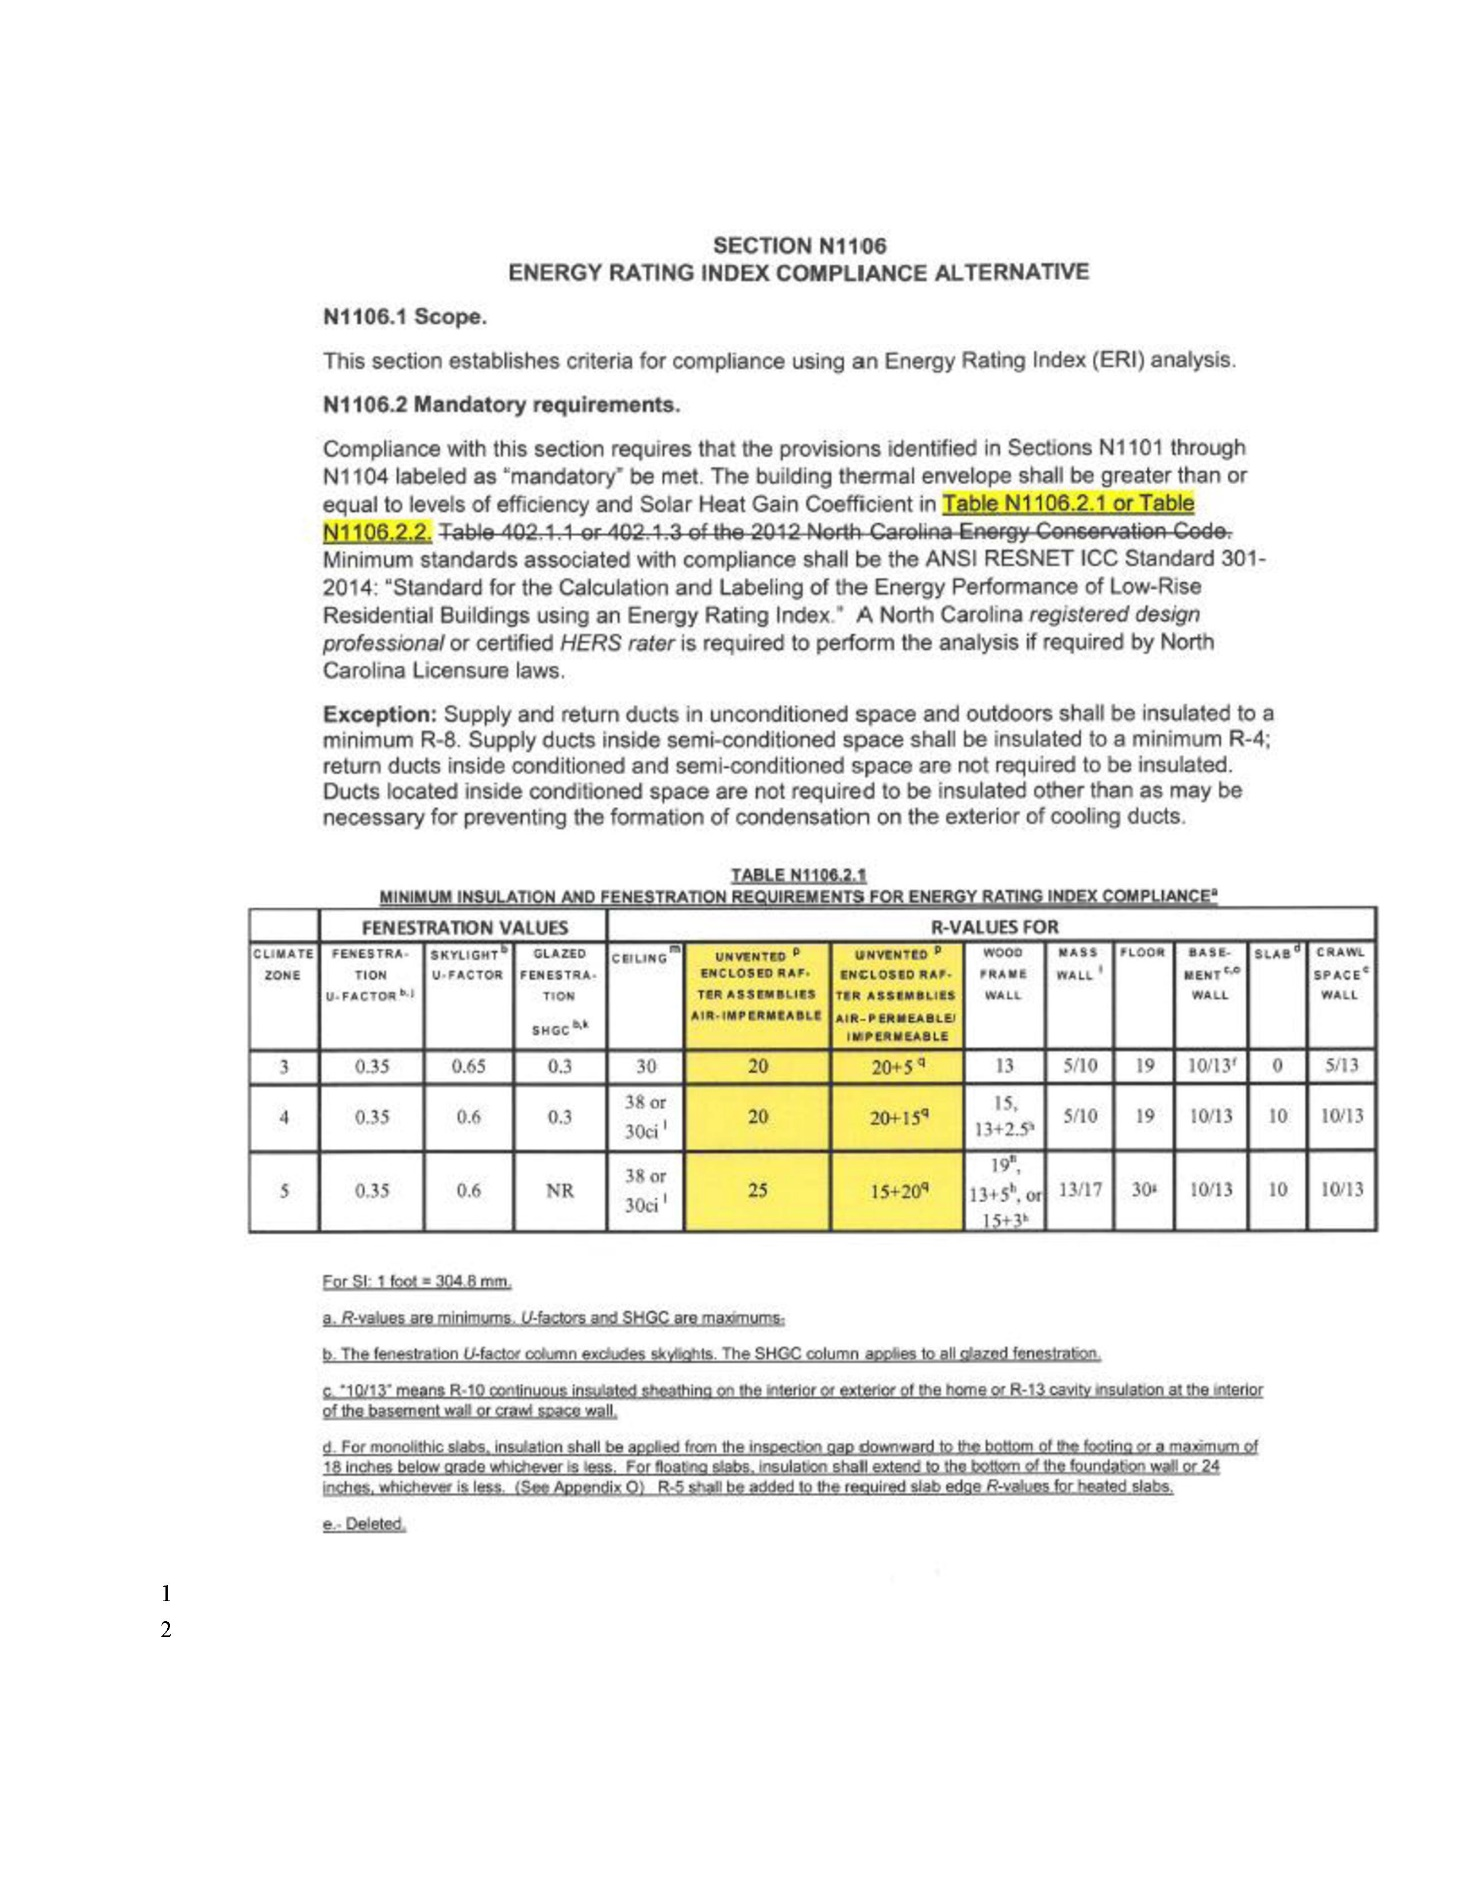 SECTION N1106
ENERGY RATING INDEX COMPLIANCE ALTERNATIVE
N1106.1 Scope.
This section establishes criteria for compliance using an Energy Rating Index (ERI) analysis.
N1106.2 Mandatory requirements.
Compliance with this section requires that the provisions identified in Sections N1101 through
N1104 labeled as "mandatory" be met. The building thermal envelope shall be greater than or
equal to levels of efficiency and Solar Heat Gain Coefficient in Table N1106.2.1 or Table
N1106.2.2. Table 402.1.1 or 402.1.3 of the 2012 North Carolina Energy Conservation Code.
Minimum standards associated with compliance shall be the ANSI RESNET ICC Standard 301-
2014: "Standard for the Calculation and Labeling of the Energy Performance of Low-Rise
Residential Buildings using an Energy Rating Index." A North Carolina registered design
professional or certified HERS rater is required to perform the analysis if required by North
Carolina Licensure laws.
Exception: Supply and return ducts in unconditioned space and outdoors shall be insulated to a
minimum R-8. Supply ducts inside semi-conditioned space shall be insulated to a minimum R-4;
return ducts inside conditioned and semi-conditioned space are not required to be insulated.
Ducts located inside conditioned space are not required to be insulated other than as may be
necessary for preventing the formation of condensation on the exterior of cooling ducts.
TABLE N1106.2.1
MINIMUM INSULATION AND FENESTRATION REQUIREMENTS FOR ENERGY RATING INDEX COMPLIANCE a
FENESTRATION VALUES R-VALUES FOR
CLIMATE FENESTRA- SKYLIGHT b GLAZED CEILING m UNVENTED p UNVENTED p WOOD MASS FLOOR BASE- SLAB d CRAWL
ZONE TION U-FACTOR FENESTRA- ENCLOSED RAF- ENCLOSED RAF- FRAME WALL i MENT c,o SPACE c
U-FACTOR b,j TION TER ASSEMBLIES TER ASSEMBLIES WALL WALL WALL
SHGC b,k AIR-IMPERMEABLE AIR-PERMEABLE/
IMPERMEABLE
3 0.35 0.65 0.3 30 20 20+5 q 13 5/10 19 10/13 f 0 5/13
4 0.35 0.6 0.3 38 or 30ci l 20 20+15 q 15, 13+2.5 h 5/10 19 10/13 10 10/13
5 0.35 0.6 NR 38 or 30ci l 25 15+20 q 19 n, 13+5 h, or 15+3 h 13/17 30 g 10/13 10 10/13
For SI: 1 foot = 304.8 mm.
a. R-values are minimums. U-factors and SHGC are maximums.
b. The fenestration U-factor column excludes skylights. The SHGC column applies to all glazed fenestration.
c. "10/13" means R-10 continuous insulated sheathing on the interior or exterior of the home or R-13 cavity insulation at the interior
of the basement wall or crawl space wall.
d. For monolithic slabs, insulation shall be applied from the inspection gap downward to the bottom of the footing or a maximum of
18 inches below grade whichever is less. For floating slabs, insulation shall extend to the bottom of the foundation wall or 24
inches, whichever is less. (See Appendix O) R-5 shall be added to the required slab edge R-values for heated slabs.
e.- Deleted.
1
2